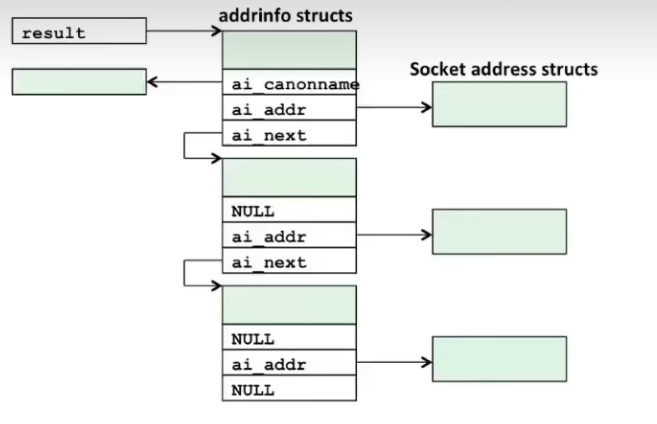 addrinfo structs
result
ai_canonname
Socket address structs
ai_addr
ai_next
NULL
ai_addr
ai_next
NULL
ai_addr
NULL